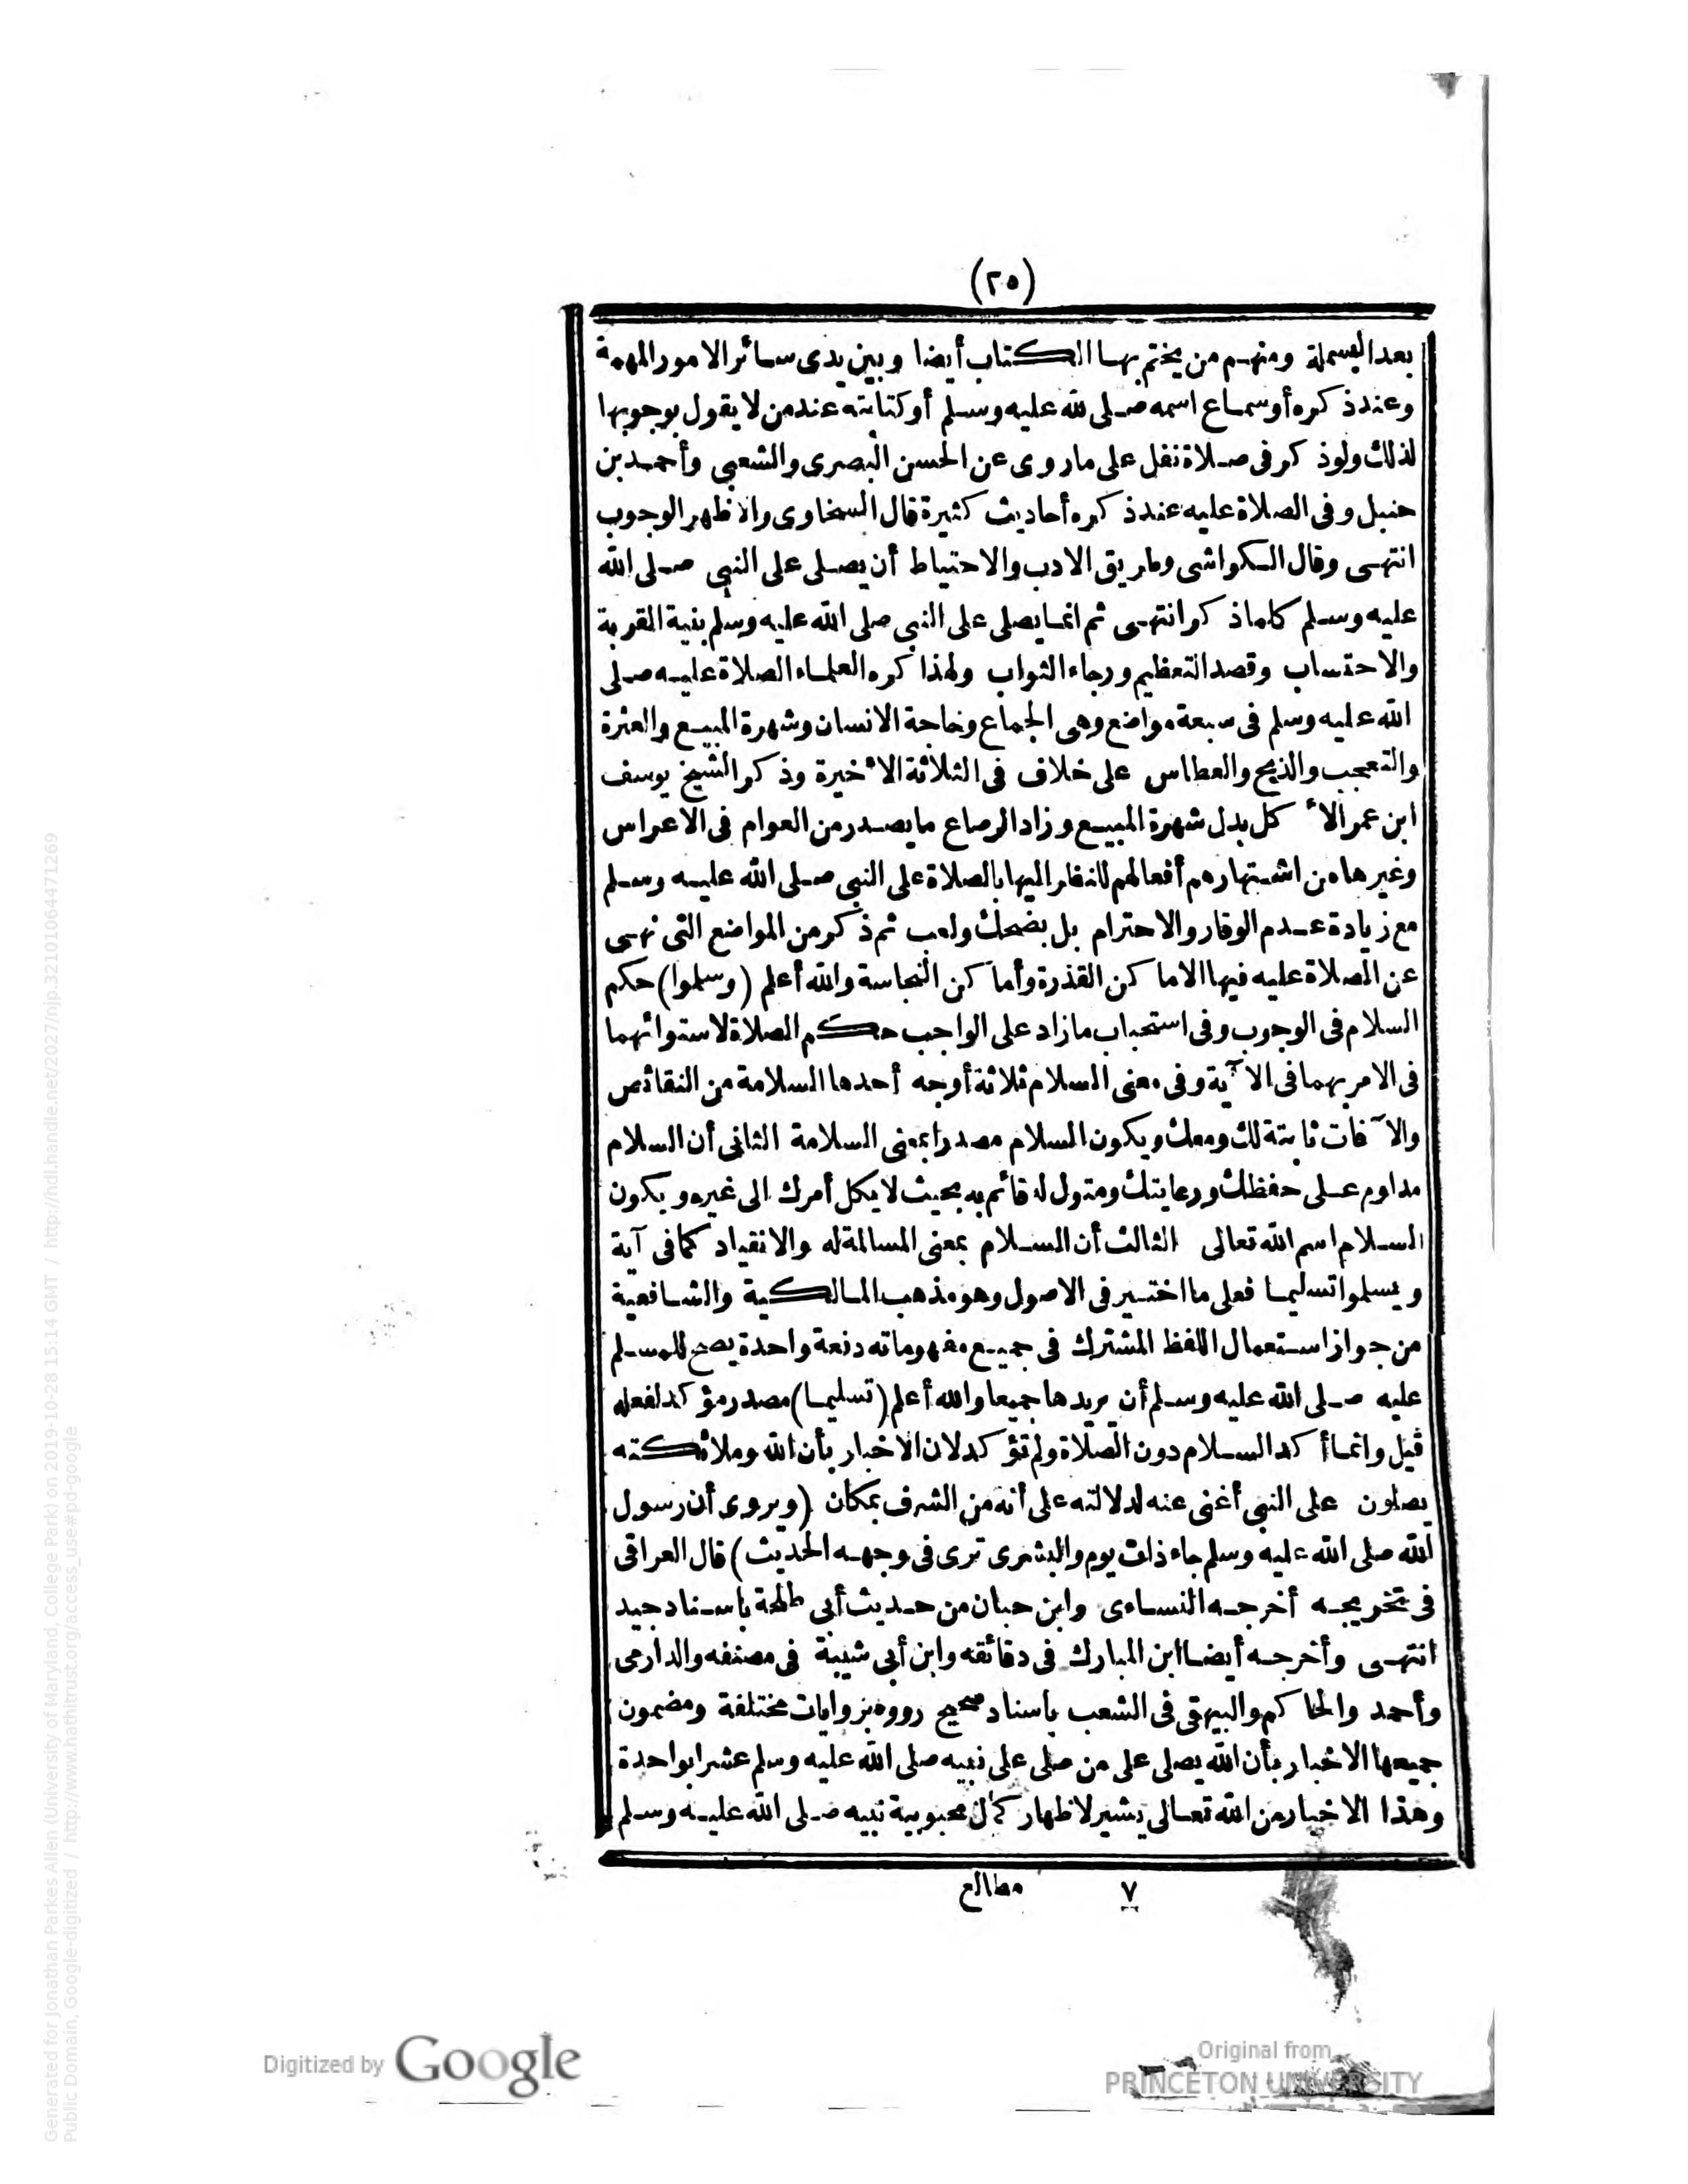 (٢٥)
بعد البسملة ومنهم من يختم بها الكتاب أيضا وبين يدى سائر الامور المهمة
وعند ذكره أو سماع اسمه صلى الله عليه وسلم أو كتابته عند من لا يقول بوجوبها
لذلك ولو ذكر فى صلاة نفل على ما روى عن الحسن البصرى والشعبى وأحمد بن
حنبل وفى الصلاة عليه عند ذكره أحاديث كثيرة قال السخاوى والاظهر الوجوب
انتهى وقال الكواشى وطريق الادب والاحتياط أن يصلى على النبى صلى الله
عليه وسلم كلما ذكر انتهى ثم انما يصلى على النبى صلى الله عليه وسلم بنية القربة
والاحتساب وقصد التعظيم ورجاء الثواب ولهذا كره العلماء الصلاة عليه صلى
الله عليه وسلم فى سبعة مواضع وهى الجماع وحاجة الانسان وشهرة المبيع والعثرة
والتعجب والذبح والعطاس على خلاف فى الثلاثة الأخيرة وذكر الشيخ يوسف
ابن عمر الأكل بدل شهرة المبيع وزاد الرصاع ما يصدر من العوام فى الاعراس
وغيرها من اشتهارهم أفعالهم للنظر اليها بالصلاة على النبى صلى الله عليه وسلم
مع زيادة عدم الوقار والاحترام بل بضحك ولعب ثم ذكر من المواضع التى نهى
عن الصلاة عليه فيها الاماكن القذرة وأماكن النجاسة والله أعلم (وسلموا) حكم
السلام فى الوجوب وفى استحباب ما زاد على الواجب حكم الصلاة لاستوائهما
فى الامر بهما فى الآية وفى معنى السلام ثلاثة أوجه أحدها السلامة من النقائص
والآفات ثابتة لك ومعك ويكون السلام مصدرا بمعنى السلامة الثانى أن السلام
مداوم على حفظك ورعايتك ومتول له قائم به بحيث لا يكل أمرك الى غيره ويكون
السلام اسم الله تعالى الثالث أن السلام بمعنى المسالمة له والانقياد كما فى آية
ويسلموا تسليما فعلى ما اختير فى الاصول وهو مذهب المالكية والشافعية
من جواز استعمال اللفظ المشترك فى جميع مفهوماته دفعة واحدة يصح للمسلم
عليه صلى الله عليه وسلم أن يريدها جميعا والله أعلم (تسليما) مصدر مؤكد لفعله
قيل وانما أكد السلام دون الصلاة ولم تؤكد لان الاخبار بأن الله وملائكته
يصلون على النبى أغنى عنه لدلالته على أنه من الشرف بمكان (ويروى أن رسول
الله صلى الله عليه وسلم جاء ذات يوم والبشرى ترى فى وجهه الحديث) قال العراقى
فى تخريجه أخرجه النساءى وابن حبان من حديث أبى طلحة باسناد جيد
انتهى وأخرجه أيضا ابن المبارك فى دقائقه وابن أبى شيبة فى مصنفه والدارمى
وأحمد والحاكم والبيهقى فى الشعب باسناد صحيح رووه بروايات مختلفة ومضمون
جميعها الاخبار بأن الله يصلى على من صلى على نبيه صلى الله عليه وسلم عشرا بواحدة
وهذا الاخبار من الله تعالى يشير لاظهار كمال محبوبية نبيه صلى الله عليه وسلم
٧ مطالع
Digitized by Google
Original from
PRINCETON UNIVERSITY
Generated for Jonathan Parkes Allen (University of Maryland, College Park) on 2019-10-28 15:14 GMT / http://hdl.handle.net/2027/njp.32101064471269
Public Domain, Google-digitized / http://www.hathitrust.org/access_use#pd-google